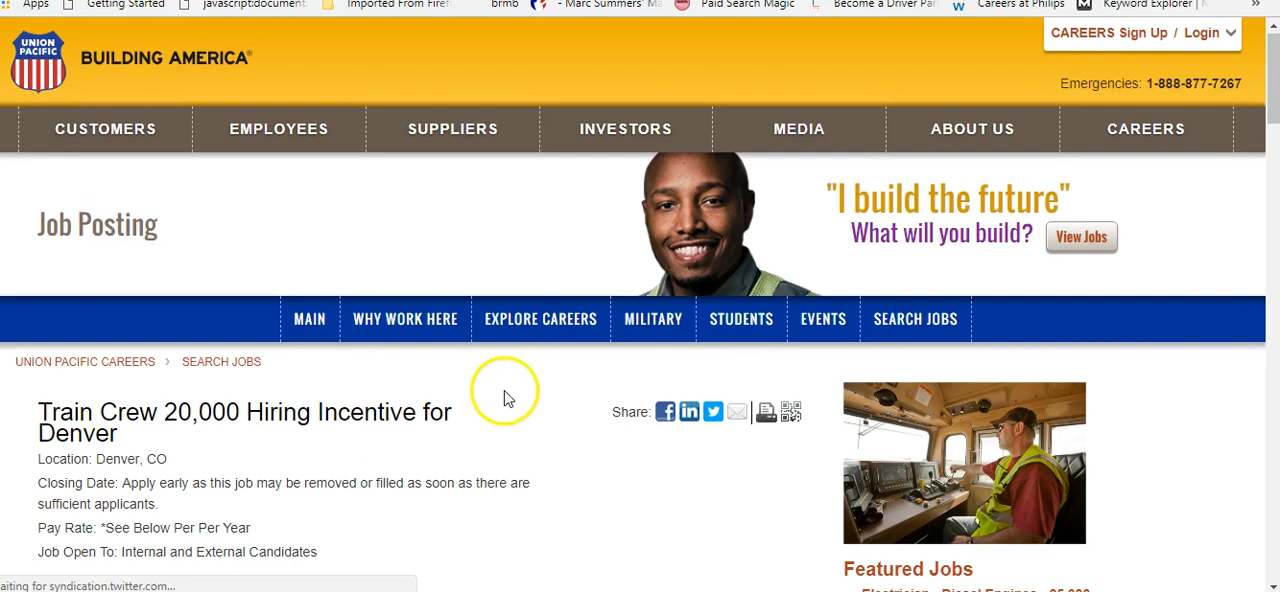 Apps Getting Started javascript:document. Imported From Firef brmb - Marc Summers' Ma Paid Search Magic Become a Driver Par Careers at Philips Keyword Explorer | M »
UNION
PACIFIC
BUILDING AMERICA®
CAREERS Sign Up / Login
Emergencies: 1-888-877-7267
CUSTOMERS EMPLOYEES SUPPLIERS INVESTORS MEDIA ABOUT US CAREERS
Job Posting
"I build the future"
What will you build? View Jobs
MAIN WHY WORK HERE EXPLORE CAREERS MILITARY STUDENTS EVENTS SEARCH JOBS
UNION PACIFIC CAREERS › SEARCH JOBS
Train Crew 20,000 Hiring Incentive for
Denver
Share:
Location: Denver, CO
Closing Date: Apply early as this job may be removed or filled as soon as there are
sufficient applicants.
Pay Rate: *See Below Per Per Year
Job Open To: Internal and External Candidates
Featured Jobs
aiting for syndication.twitter.com...
Electrician - Diesel Engines